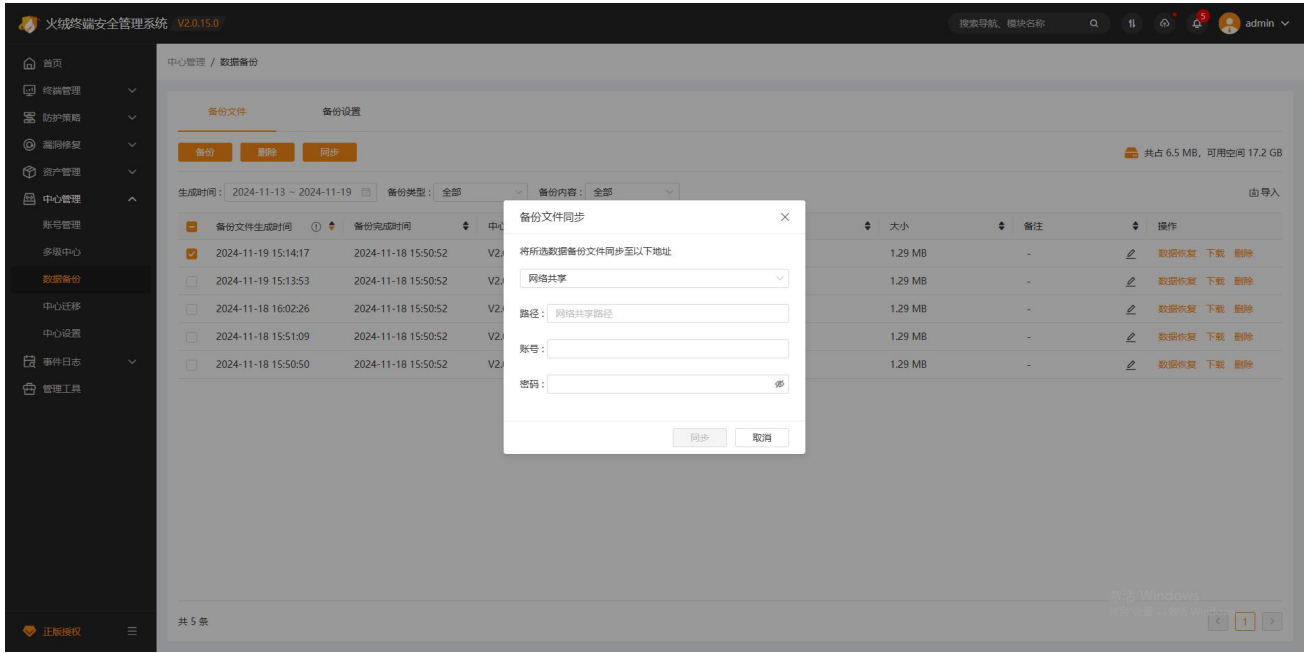 火绒终端安全管理系统 V2.0.15.0
搜索导航、模块名称
5
admin
首页
终端管理
防护策略
漏洞修复
资产管理
中心管理
账号管理
多级中心
数据备份
中心迁移
中心设置
事件日志
管理工具
正版授权
中心管理 / 数据备份
备份文件 备份设置
备份 删除 同步
共占 6.5 MB，可用空间 17.2 GB
生成时间： 2024-11-13 ~ 2024-11-19 备份类型： 全部 备份内容： 全部
导入
备份文件生成时间 备份完成时间 大小 备注 操作
2024-11-19 15:14:17 2024-11-18 15:50:52 V2. 1.29 MB - 数据恢复 下载 删除
2024-11-19 15:13:53 2024-11-18 15:50:52 V2. 1.29 MB - 数据恢复 下载 删除
2024-11-18 16:02:26 2024-11-18 15:50:52 V2. 1.29 MB - 数据恢复 下载 删除
2024-11-18 15:51:09 2024-11-18 15:50:52 V2. 1.29 MB - 数据恢复 下载 删除
2024-11-18 15:50:50 2024-11-18 15:50:52 V2. 1.29 MB - 数据恢复 下载 删除
备份文件同步
将所选数据备份文件同步至以下地址
网络共享
路径： 网络共享路径
账号：
密码：
同步 取消
共 5 条
激活 Windows
1